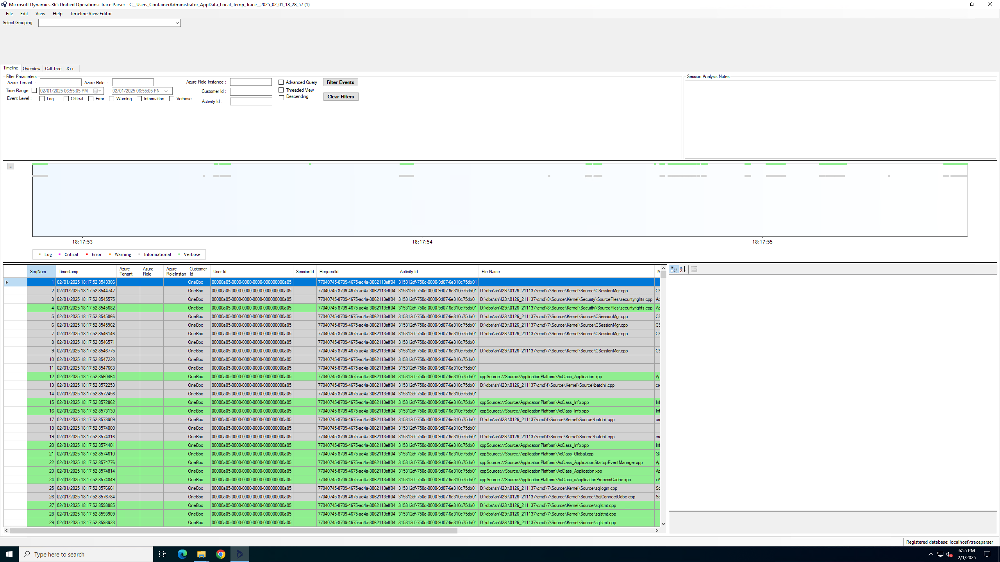 Microsoft Dynamics 365 Unified Operations: Trace Parser - C__Users_ContainerAdministrator_AppData_Local_Temp_Trace__2025_02_01_18_28_57 (1)
File Edit View Help Timeline View Editor
Select Grouping
Timeline Overview Call Tree X++
Filter Parameters
Azure Tenant : Azure Role : Azure Role Instance : Advanced Query Filter Events
Time Range 02/01/2025 06:55:05 PM 02/01/2025 06:55:05 PM Customer Id : Threaded View
Event Level : Log Critical Error Warning Information Verbose Activity Id : Descending Clear Filters
Session Analysis Notes
-
18:17:53 18:17:54 18:17:55
Log Critical Error Warning Informational Verbose
SeqNum Timestamp Azure Tenant Azure Role Azure RoleInstan Customer Id User Id SessionId RequestId Activity Id File Name M
1 02/01/2025 18:17:52 8543306 OneBox 00000a05-0000-0000-0000-000000000a05 77040745-8709-4675-ac4a-3062113eff04 315312df-750c-0000-9d07-6e310c75db01
2 02/01/2025 18:17:52 8544747 OneBox 00000a05-0000-0000-0000-000000000a05 77040745-8709-4675-ac4a-3062113eff04 315312df-750c-0000-9d07-6e310c75db01 D:\dbs\sh\l23t\0126_211137\cmd\7\Source\Kernel\Source\CSessionMgr.cpp CS
3 02/01/2025 18:17:52 8545575 OneBox 00000a05-0000-0000-0000-000000000a05 77040745-8709-4675-ac4a-3062113eff04 315312df-750c-0000-9d07-6e310c75db01 D:\dbs\sh\l23t\0126_211137\cmd\8\Source\Kernel\Security\SourceFiles\securityrights.cpp Ac
4 02/01/2025 18:17:52 8545682 OneBox 00000a05-0000-0000-0000-000000000a05 77040745-8709-4675-ac4a-3062113eff04 315312df-750c-0000-9d07-6e310c75db01 D:\dbs\sh\l23t\0126_211137\cmd\8\Source\Kernel\Security\SourceFiles\securityrights.cpp Ac
5 02/01/2025 18:17:52 8545866 OneBox 00000a05-0000-0000-0000-000000000a05 77040745-8709-4675-ac4a-3062113eff04 315312df-750c-0000-9d07-6e310c75db01 D:\dbs\sh\l23t\0126_211137\cmd\7\Source\Kernel\Source\CSessionMgr.cpp CS
6 02/01/2025 18:17:52 8545962 OneBox 00000a05-0000-0000-0000-000000000a05 77040745-8709-4675-ac4a-3062113eff04 315312df-750c-0000-9d07-6e310c75db01 D:\dbs\sh\l23t\0126_211137\cmd\7\Source\Kernel\Source\CSessionMgr.cpp CS
7 02/01/2025 18:17:52 8546146 OneBox 00000a05-0000-0000-0000-000000000a05 77040745-8709-4675-ac4a-3062113eff04 315312df-750c-0000-9d07-6e310c75db01 D:\dbs\sh\l23t\0126_211137\cmd\7\Source\Kernel\Source\CSessionMgr.cpp CS
8 02/01/2025 18:17:52 8546571 OneBox 00000a05-0000-0000-0000-000000000a05 77040745-8709-4675-ac4a-3062113eff04 315312df-750c-0000-9d07-6e310c75db01
9 02/01/2025 18:17:52 8546775 OneBox 00000a05-0000-0000-0000-000000000a05 77040745-8709-4675-ac4a-3062113eff04 315312df-750c-0000-9d07-6e310c75db01 D:\dbs\sh\l23t\0126_211137\cmd\7\Source\Kernel\Source\CSessionMgr.cpp CS
10 02/01/2025 18:17:52 8547228 OneBox 00000a05-0000-0000-0000-000000000a05 77040745-8709-4675-ac4a-3062113eff04 315312df-750c-0000-9d07-6e310c75db01
11 02/01/2025 18:17:52 8547663 OneBox 00000a05-0000-0000-0000-000000000a05 77040745-8709-4675-ac4a-3062113eff04 315312df-750c-0000-9d07-6e310c75db01
12 02/01/2025 18:17:52 8560464 OneBox 00000a05-0000-0000-0000-000000000a05 77040745-8709-4675-ac4a-3062113eff04 315312df-750c-0000-9d07-6e310c75db01 xppSource://Source/ApplicationPlatform\AxClass_Application.xpp Ap
13 02/01/2025 18:17:52 8572253 OneBox 00000a05-0000-0000-0000-000000000a05 77040745-8709-4675-ac4a-3062113eff04 315312df-750c-0000-9d07-6e310c75db01 D:\dbs\sh\l23t\0126_211137\cmd\f\Source\Kernel\Source\batchil.cpp cre
14 02/01/2025 18:17:52 8572456 OneBox 00000a05-0000-0000-0000-000000000a05 77040745-8709-4675-ac4a-3062113eff04 315312df-750c-0000-9d07-6e310c75db01
15 02/01/2025 18:17:52 8572862 OneBox 00000a05-0000-0000-0000-000000000a05 77040745-8709-4675-ac4a-3062113eff04 315312df-750c-0000-9d07-6e310c75db01 xppSource://Source/ApplicationPlatform\AxClass_Info.xpp Inf
16 02/01/2025 18:17:52 8573130 OneBox 00000a05-0000-0000-0000-000000000a05 77040745-8709-4675-ac4a-3062113eff04 315312df-750c-0000-9d07-6e310c75db01 xppSource://Source/ApplicationPlatform\AxClass_Info.xpp Inf
17 02/01/2025 18:17:52 8573909 OneBox 00000a05-0000-0000-0000-000000000a05 77040745-8709-4675-ac4a-3062113eff04 315312df-750c-0000-9d07-6e310c75db01 D:\dbs\sh\l23t\0126_211137\cmd\f\Source\Kernel\Source\batchil.cpp cre
18 02/01/2025 18:17:52 8574000 OneBox 00000a05-0000-0000-0000-000000000a05 77040745-8709-4675-ac4a-3062113eff04 315312df-750c-0000-9d07-6e310c75db01
19 02/01/2025 18:17:52 8574316 OneBox 00000a05-0000-0000-0000-000000000a05 77040745-8709-4675-ac4a-3062113eff04 315312df-750c-0000-9d07-6e310c75db01 D:\dbs\sh\l23t\0126_211137\cmd\f\Source\Kernel\Source\batchil.cpp cre
20 02/01/2025 18:17:52 8574401 OneBox 00000a05-0000-0000-0000-000000000a05 77040745-8709-4675-ac4a-3062113eff04 315312df-750c-0000-9d07-6e310c75db01 xppSource://Source/ApplicationPlatform\AxClass_Info.xpp Inf
21 02/01/2025 18:17:52 8574610 OneBox 00000a05-0000-0000-0000-000000000a05 77040745-8709-4675-ac4a-3062113eff04 315312df-750c-0000-9d07-6e310c75db01 xppSource://Source/ApplicationPlatform\AxClass_Global.xpp Glo
22 02/01/2025 18:17:52 8574776 OneBox 00000a05-0000-0000-0000-000000000a05 77040745-8709-4675-ac4a-3062113eff04 315312df-750c-0000-9d07-6e310c75db01 xppSource://Source/ApplicationPlatform\AxClass_ApplicationStartupEventManager.xpp Ap
23 02/01/2025 18:17:52 8574814 OneBox 00000a05-0000-0000-0000-000000000a05 77040745-8709-4675-ac4a-3062113eff04 315312df-750c-0000-9d07-6e310c75db01 xppSource://Source/ApplicationPlatform\AxClass_Application.xpp Ap
24 02/01/2025 18:17:52 8574849 OneBox 00000a05-0000-0000-0000-000000000a05 77040745-8709-4675-ac4a-3062113eff04 315312df-750c-0000-9d07-6e310c75db01 xppSource://Source/ApplicationPlatform\AxClass_xApplicationProcessCache.xpp xA
25 02/01/2025 18:17:52 8576661 OneBox 00000a05-0000-0000-0000-000000000a05 77040745-8709-4675-ac4a-3062113eff04 315312df-750c-0000-9d07-6e310c75db01 D:\dbs\sh\l23t\0126_211137\cmd\7\Source\Kernel\Source\sqllogin.cpp Sc
26 02/01/2025 18:17:52 8576784 OneBox 00000a05-0000-0000-0000-000000000a05 77040745-8709-4675-ac4a-3062113eff04 315312df-750c-0000-9d07-6e310c75db01 D:\dbs\sh\l23t\0126_211137\cmd\7\Source\Kernel\Source\SqlConnectOdbc.cpp Sc
27 02/01/2025 18:17:52 8593885 OneBox 00000a05-0000-0000-0000-000000000a05 77040745-8709-4675-ac4a-3062113eff04 315312df-750c-0000-9d07-6e310c75db01 D:\dbs\sh\l23t\0126_211137\cmd\7\Source\Kernel\Source\sqlstmt.cpp
28 02/01/2025 18:17:52 8593909 OneBox 00000a05-0000-0000-0000-000000000a05 77040745-8709-4675-ac4a-3062113eff04 315312df-750c-0000-9d07-6e310c75db01 D:\dbs\sh\l23t\0126_211137\cmd\7\Source\Kernel\Source\sqlstmt.cpp
29 02/01/2025 18:17:52 8593923 OneBox 00000a05-0000-0000-0000-000000000a05 77040745-8709-4675-ac4a-3062113eff04 315312df-750c-0000-9d07-6e310c75db01 D:\dbs\sh\l23t\0126_211137\cmd\7\Source\Kernel\Source\sqlstmt.cpp
Registered database: localhost\traceparser
Type here to search
6:55 PM
2/1/2025